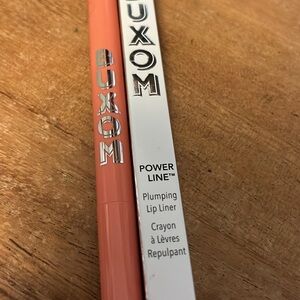 BUXOM
BUXOM
POWER
LINE™
Plumping
Lip Liner
Crayon
à Lèvres
Repulpant